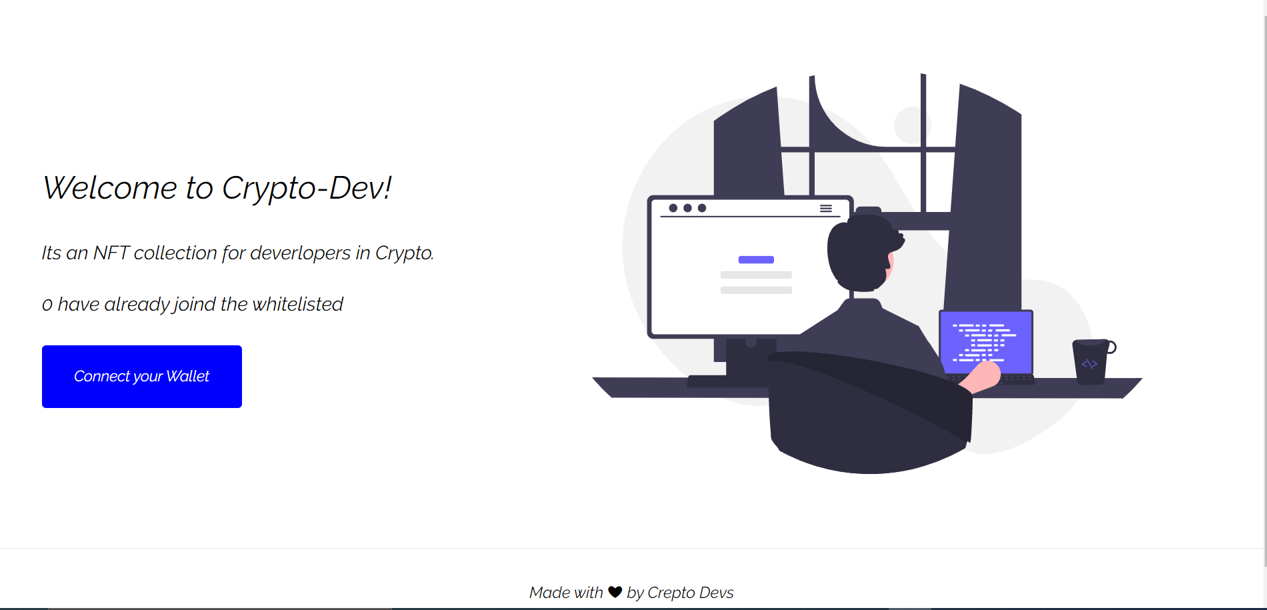 Welcome to Crypto-Dev!
Its an NFT collection for deverlopers in Crypto.
0 have already joind the whitelisted
Connect your Wallet
</>
Made with ♥ by Crepto Devs